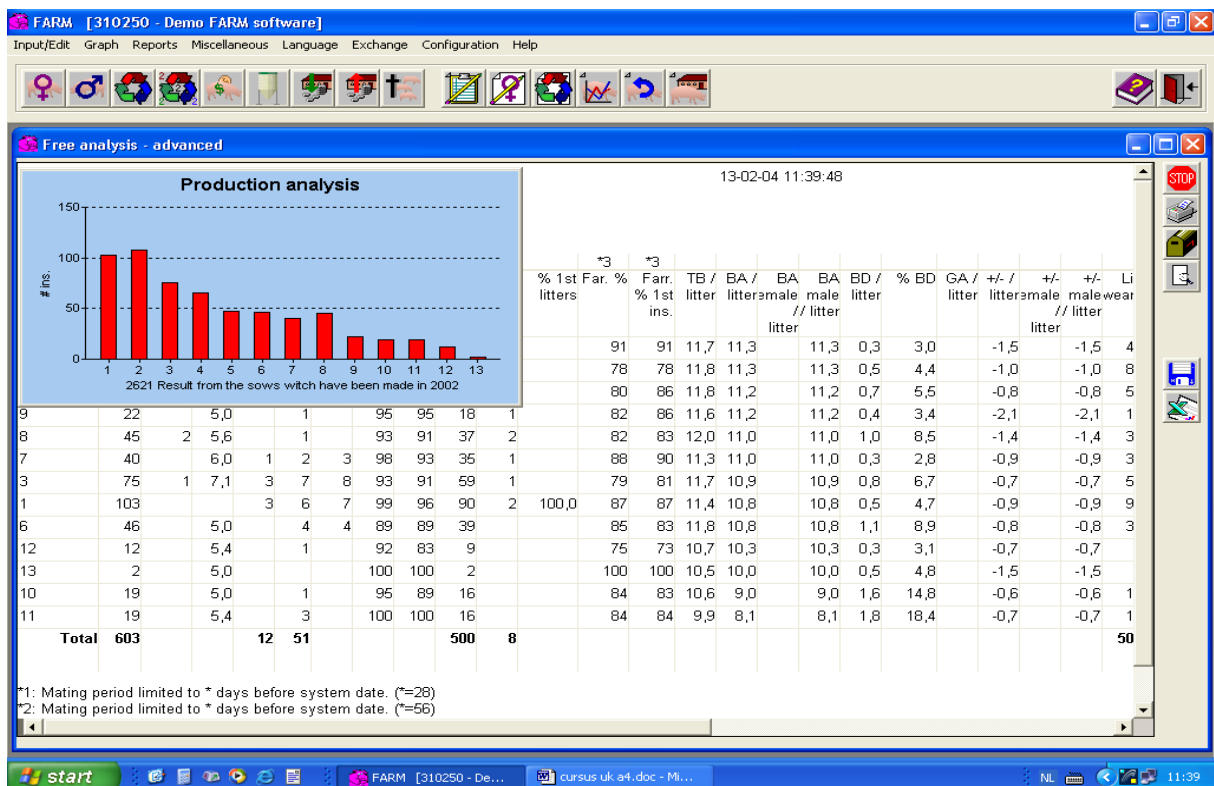 FARM [310250 - Demo FARM software]
Input/Edit Graph Reports Miscellaneous Language Exchange Configuration Help
Free analysis - advanced
Production analysis
13-02-04 11:39:48
150
100
50
0
# ins.
1 2 3 4 5 6 7 8 9 10 11 12 13
2621 Result from the sows witch have been made in 2002
*3 *3
% 1st Far. % Farr. TB / BA / BA BA BD / % BD GA / +/- / +/- +/- Li
litters % 1st litter litter emale male litter litter litter emale male wear
ins. // litter // litter
litter litter
91 91 11,7 11,3 11,3 0,3 3,0 -1,5 -1,5 4
78 78 11,8 11,3 11,3 0,5 4,4 -1,0 -1,0 8
80 86 11,8 11,2 11,2 0,7 5,5 -0,8 -0,8 5
9 22 5,0 1 95 95 18 1 82 86 11,6 11,2 11,2 0,4 3,4 -2,1 -2,1 1
8 45 2 5,6 1 93 91 37 2 82 83 12,0 11,0 11,0 1,0 8,5 -1,4 -1,4 3
7 40 6,0 1 2 3 98 93 35 1 88 90 11,3 11,0 11,0 0,3 2,8 -0,9 -0,9 3
3 75 1 7,1 3 7 8 93 91 59 1 79 81 11,7 10,9 10,9 0,8 6,7 -0,7 -0,7 5
1 103 3 6 7 99 96 90 2 100,0 87 87 11,4 10,8 10,8 0,5 4,7 -0,9 -0,9 9
6 46 5,0 4 4 89 89 39 85 83 11,8 10,8 10,8 1,1 8,9 -0,8 -0,8 3
12 12 5,4 1 92 83 9 75 73 10,7 10,3 10,3 0,3 3,1 -0,7 -0,7
13 2 5,0 100 100 2 100 100 10,5 10,0 10,0 0,5 4,8 -1,5 -1,5
10 19 5,0 1 95 89 16 84 83 10,6 9,0 9,0 1,6 14,8 -0,6 -0,6 1
11 19 5,4 3 100 100 16 84 84 9,9 8,1 8,1 1,8 18,4 -0,7 -0,7 1
Total 603 12 51 500 8 50
*1: Mating period limited to * days before system date. (*=28)
*2: Mating period limited to * days before system date. (*=56)
STOP
start FARM [310250 - De... cursus uk a4.doc - Mi... NL 11:39